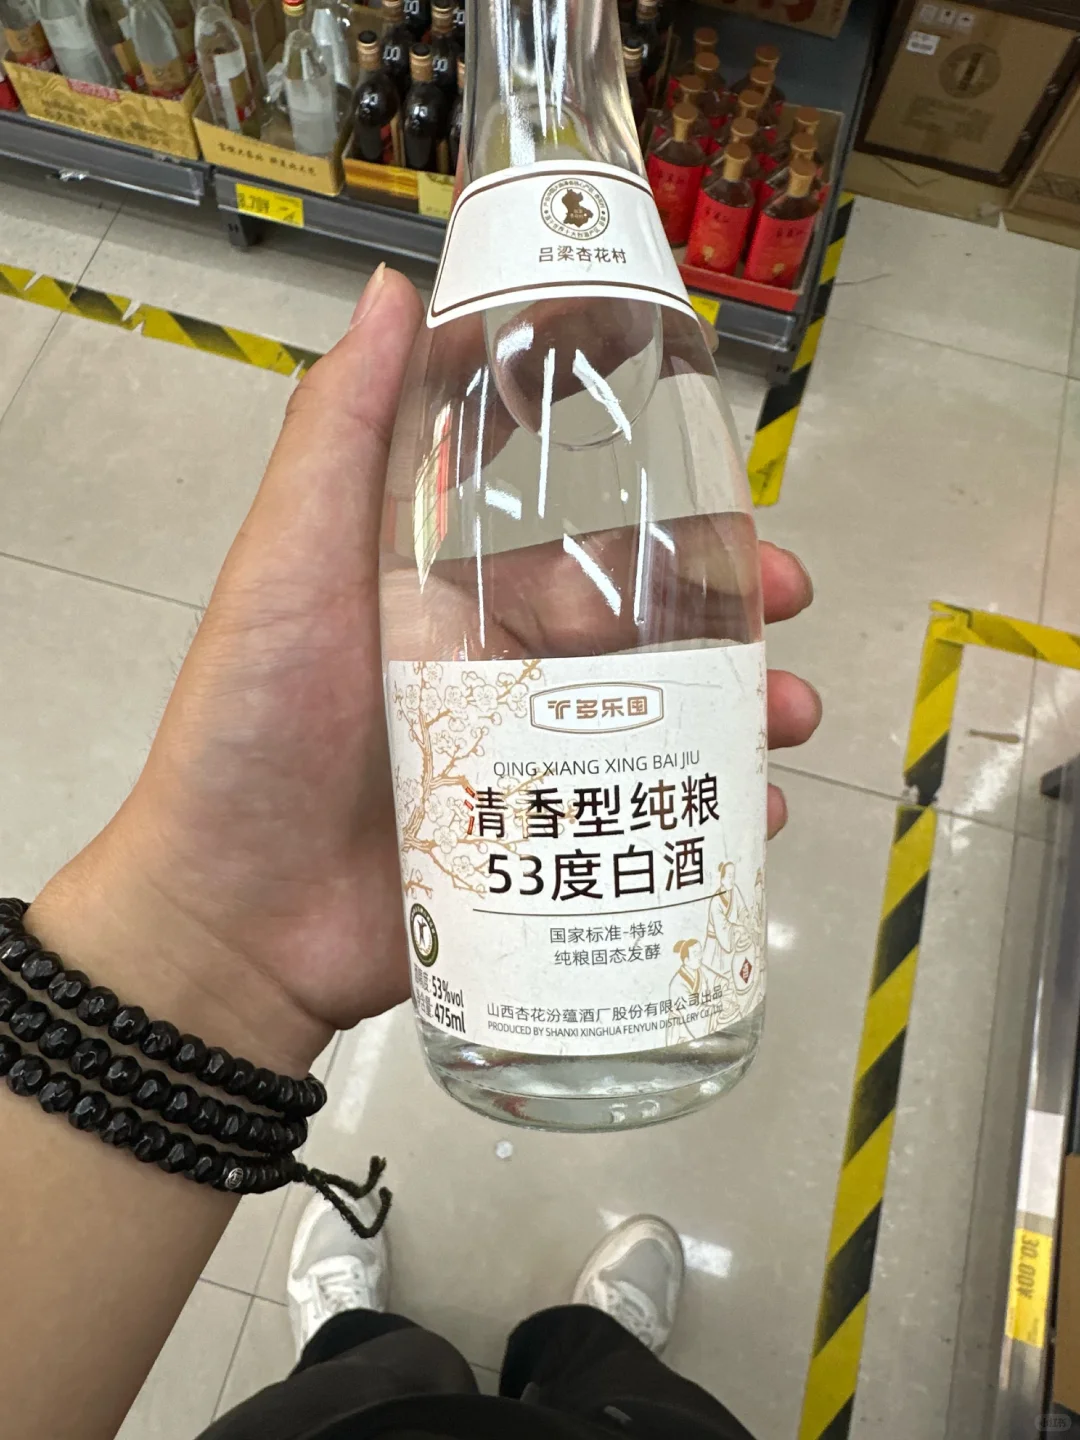 吕梁杏花村
多乐囤
QING XIANG XING BAI JIU
清香型纯粮
53度白酒
国家标准-特级
纯粮固态发酵
53%vol
475ml
山西杏花汾蕴酒厂股份有限公司出品
PRODUCED BY SHANXI XINGHUA FENYUN DISTILLERY Co.,Ltd
30.00¥